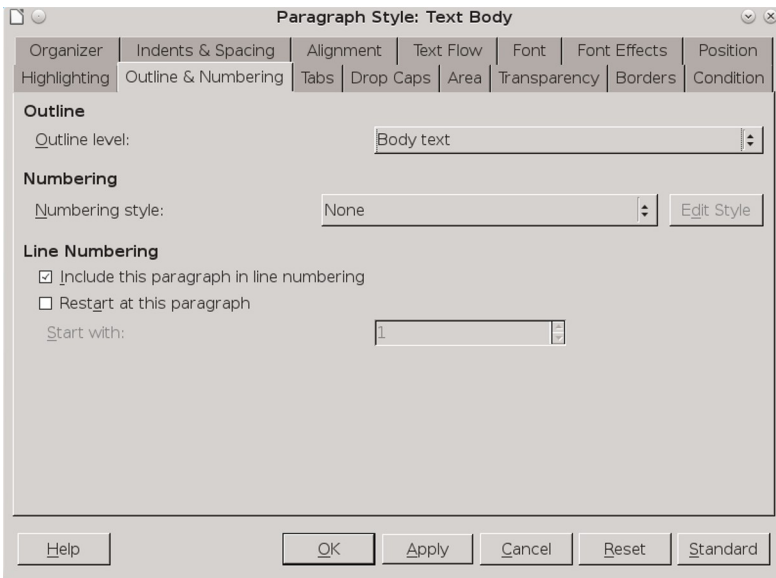 Paragraph Style: Text Body
Organizer Indents & Spacing Alignment Text Flow Font Font Effects Position
Highlighting Outline & Numbering Tabs Drop Caps Area Transparency Borders Condition
Outline
Outline level: Body text
Numbering
Numbering style: None Edit Style
Line Numbering
Include this paragraph in line numbering
Restart at this paragraph
Start with: 1
Help OK Apply Cancel Reset Standard